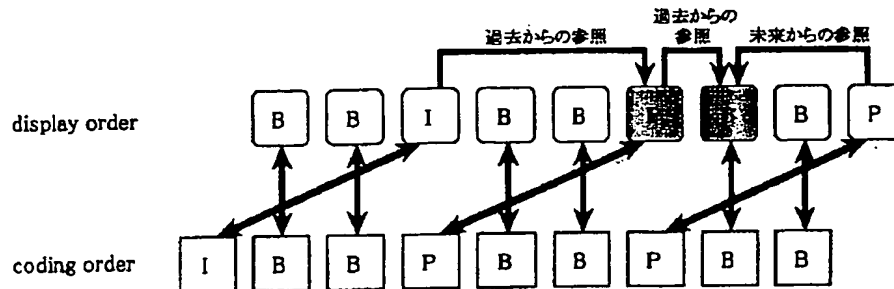 過去からの参照
過去からの
参照
未来からの参照
display order B B I B B B P
coding order I B B P B B P B B